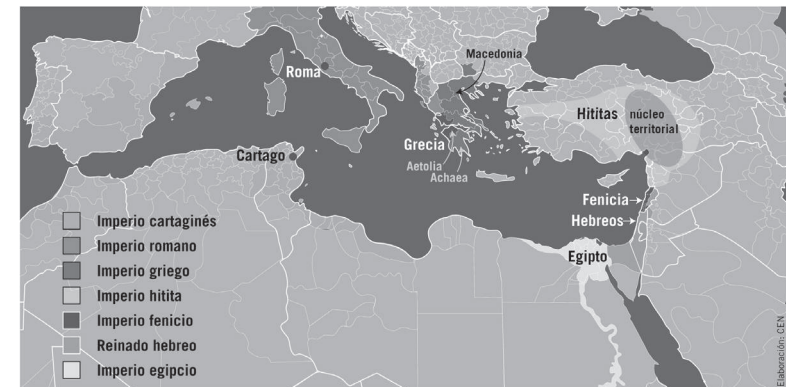 Macedonia
Roma
Hititas
núcleo
territorial
Grecia
Cartago
Aetolia
Achaea
Fenicia
Hebreos
Egipto
Imperio cartaginés
Imperio romano
Imperio griego
Imperio hitita
Imperio fenicio
Reinado hebreo
Imperio egipcio
Elaboración: CEN